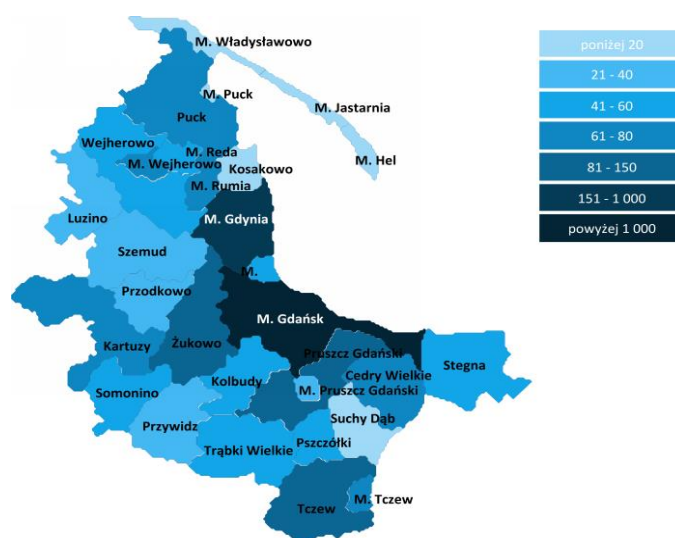 M. Władysławowo
M. Puck
Puck
M. Jastarnia
M. Hel
Wejherowo
M. Reda
M. Wejherowo
Kosakowo
M. Rumia
Luzino
M. Gdynia
Szemud
M.
Przodkowo
M. Gdańsk
Kartuzy
Żukowo
Pruszcz Gdański
Stegna
Cedry Wielkie
Kolbudy
M. Pruszcz Gdański
Somonino
Suchy Dąb
Przywidz
Pszczółki
Trąbki Wielkie
M. Tczew
Tczew
poniżej 20
21 - 40
41 - 60
61 - 80
81 - 150
151 - 1 000
powyżej 1 000